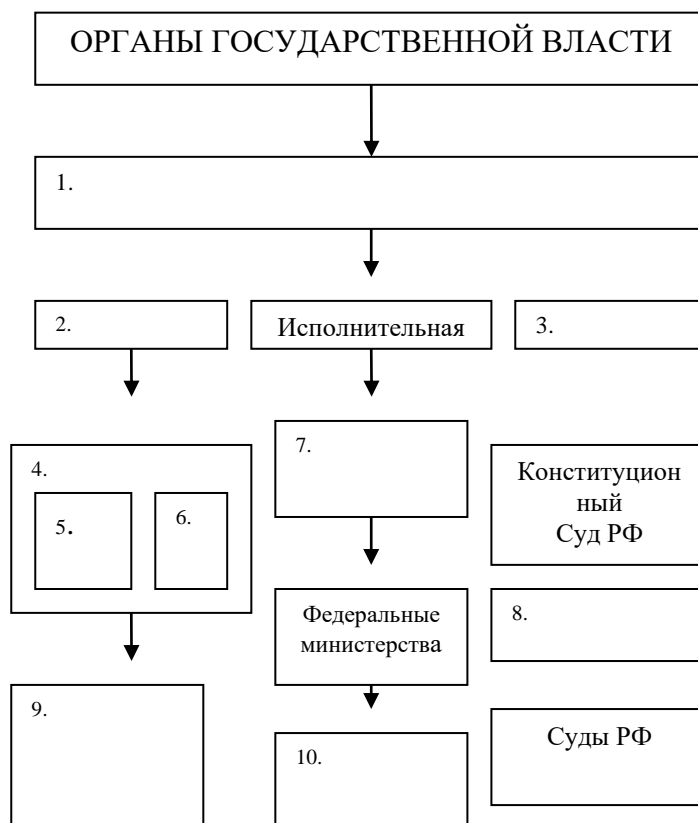 ОРГАНЫ ГОСУДАРСТВЕННОЙ ВЛАСТИ
1.
2.
Исполнительная
3.
4.
5.
6.
7.
Конституцион
ный
Суд РФ
Федеральные
министерства
8.
9.
10.
Суды РФ